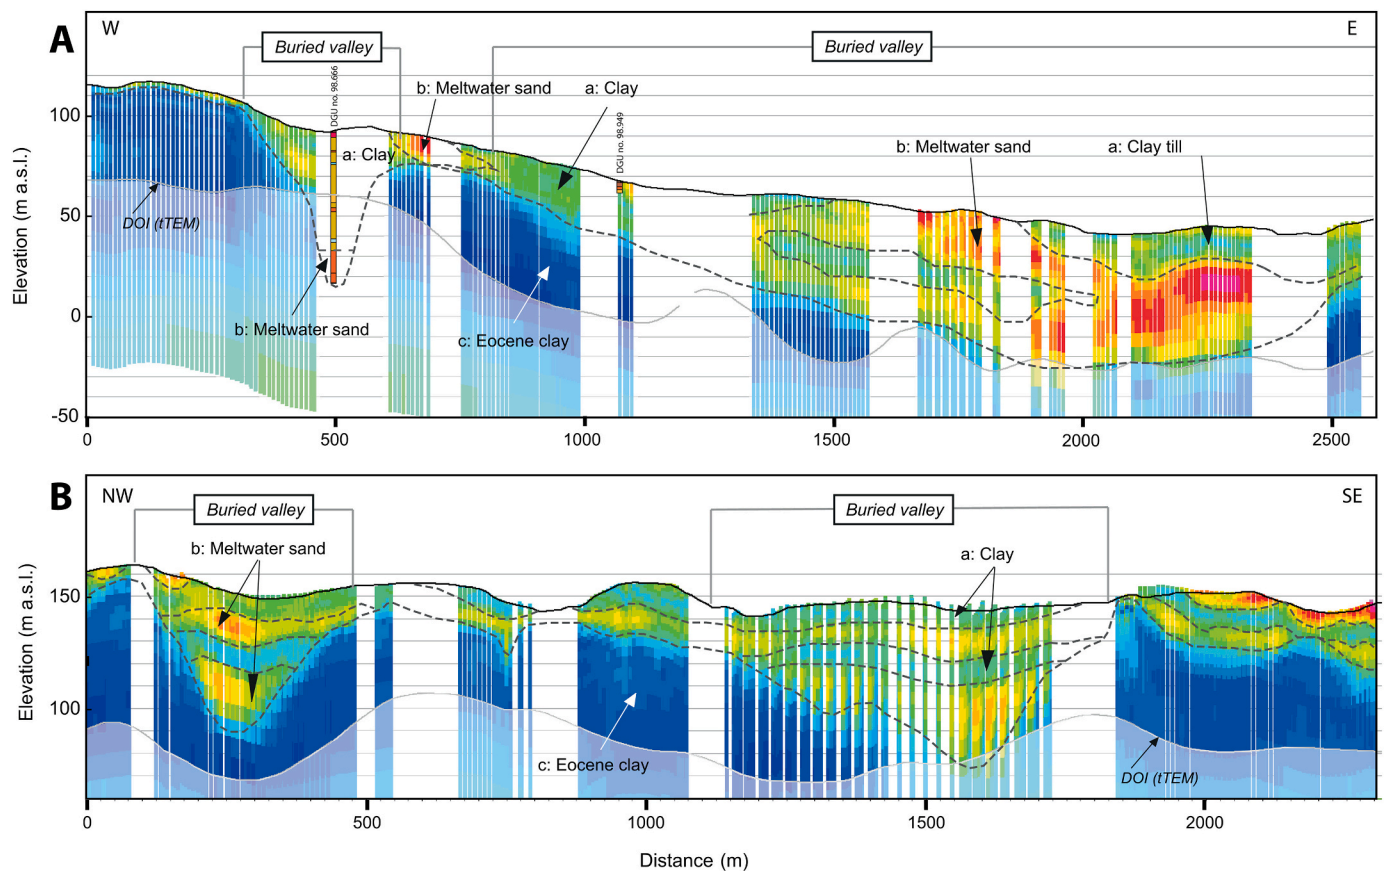 A
W
E
Buried valley
Buried valley
DGU no. 98.666
b: Meltwater sand
a: Clay
DGU no. 98.949
a: Clay
b: Meltwater sand
a: Clay till
DOI (tTEM)
b: Meltwater sand
c: Eocene clay
Elevation (m a.s.l.)
100
50
0
-50
0
500
1000
1500
2000
2500
B
NW
SE
Buried valley
Buried valley
b: Meltwater sand
a: Clay
c: Eocene clay
DOI (tTEM)
Elevation (m a.s.l.)
150
100
0
500
1000
1500
2000
Distance (m)